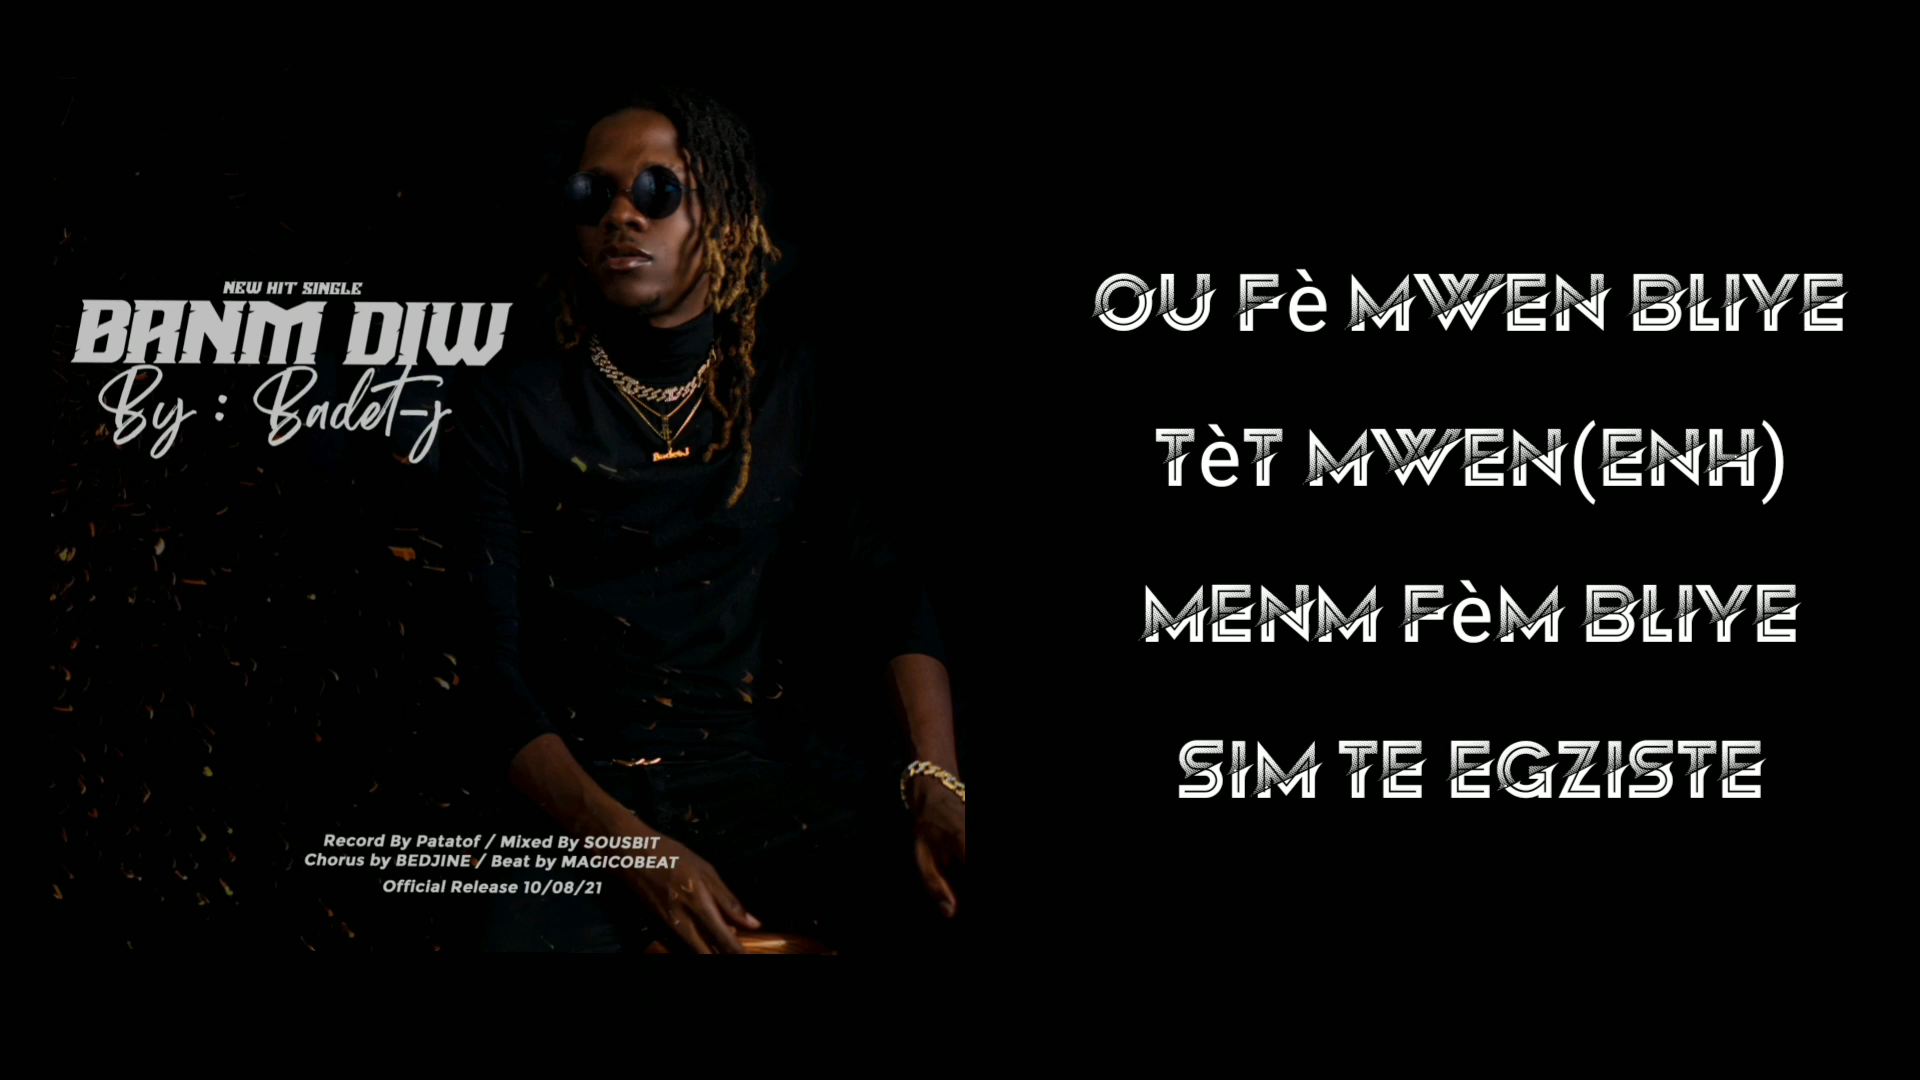 NEW HIT SINGLE
BANM DIW
By : Badet-j
BadetJ
Record By Patatof / Mixed By SOUSBIT
Chorus by BEDJINE / Beat by MAGICOBEAT
Official Release 10/08/21
OU Fè MWEN BLIYE
TèT MWEN(ENH)
MENM FèM BLIYE
SIM TE EGZISTE